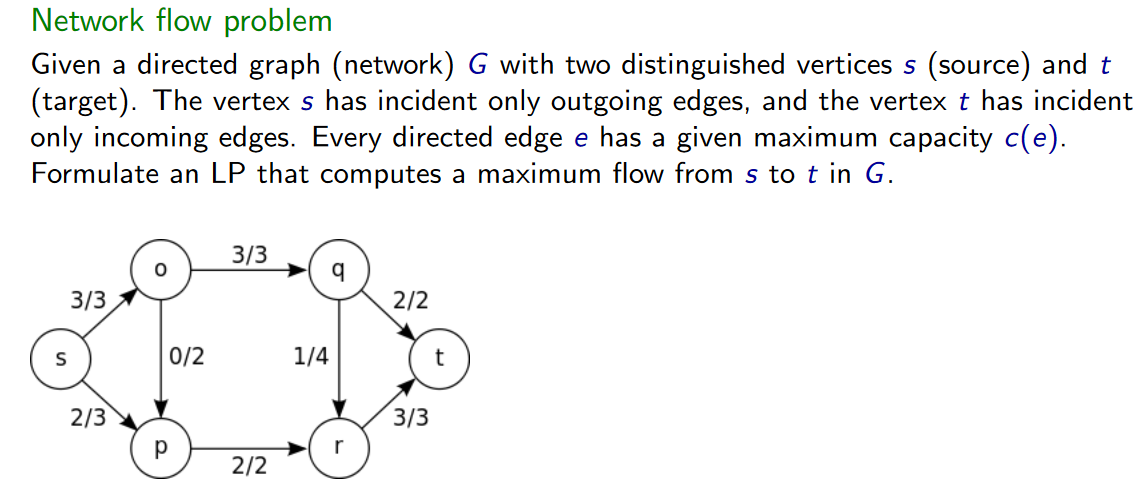 Network flow problem
Given a directed graph (network) G with two distinguished vertices s (source) and t
(target). The vertex s has incident only outgoing edges, and the vertex t has incident
only incoming edges. Every directed edge e has a given maximum capacity c(e).
Formulate an LP that computes a maximum flow from s to t in G.
3/3
o
q
3/3
2/2
s
0/2
1/4
t
2/3
3/3
p
r
2/2